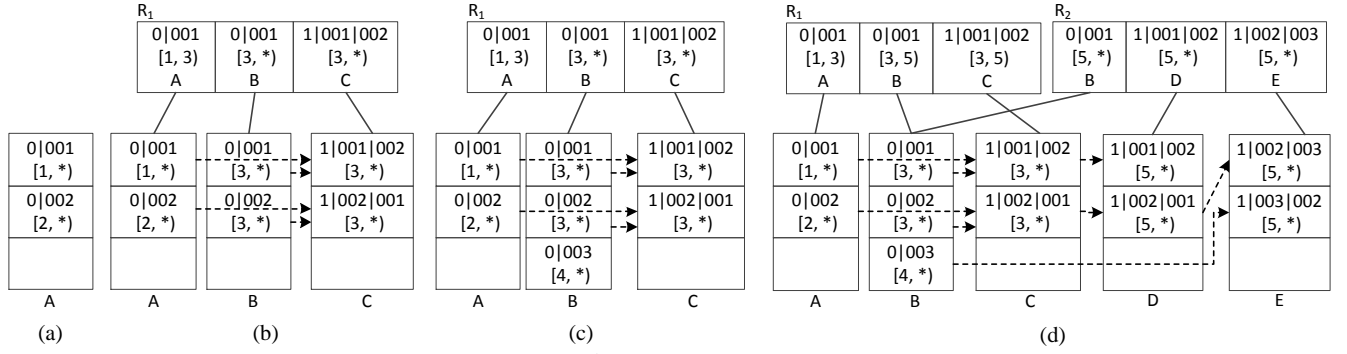 R1
0|001 0|001 1|001|002
[1, 3) [3, *) [3, *)
A B C
0|001
[1, *)
0|002
[2, *)
A
0|001 0|001 1|001|002
[1, *) [3, *) [3, *)
0|002 0|002 1|002|001
[2, *) [3, *) [3, *)
A B C
R1
0|001 0|001 1|001|002
[1, 3) [3, *) [3, *)
A B C
0|001 0|001 1|001|002
[1, *) [3, *) [3, *)
0|002 0|002 1|002|001
[2, *) [3, *) [3, *)
0|003
[4, *)
A B C
R1 R2
0|001 0|001 1|001|002 0|001 1|001|002 1|002|003
[1, 3) [3, 5) [3, 5) [5, *) [5, *) [5, *)
A B C B D E
0|001 0|001 1|001|002 1|001|002 1|002|003
[1, *) [3, *) [3, *) [5, *) [5, *)
0|002 0|002 1|002|001 1|002|001 1|003|002
[2, *) [3, *) [3, *) [5, *) [5, *)
0|003
[4, *)
A B C D E
(a) (b) (c) (d)